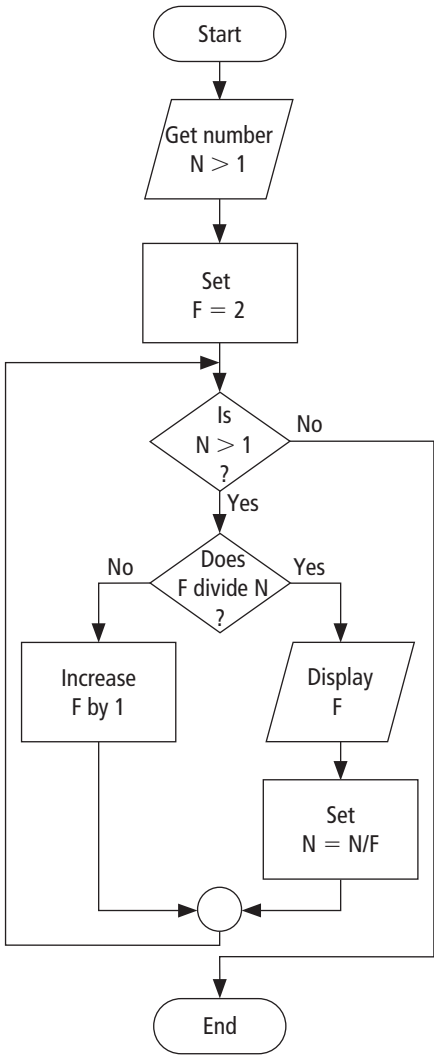 Start
Get number
N > 1
Set
F = 2
Is
N > 1
?
No
Yes
Does
F divide N
?
No
Yes
Increase
F by 1
Display
F
Set
N = N/F
End